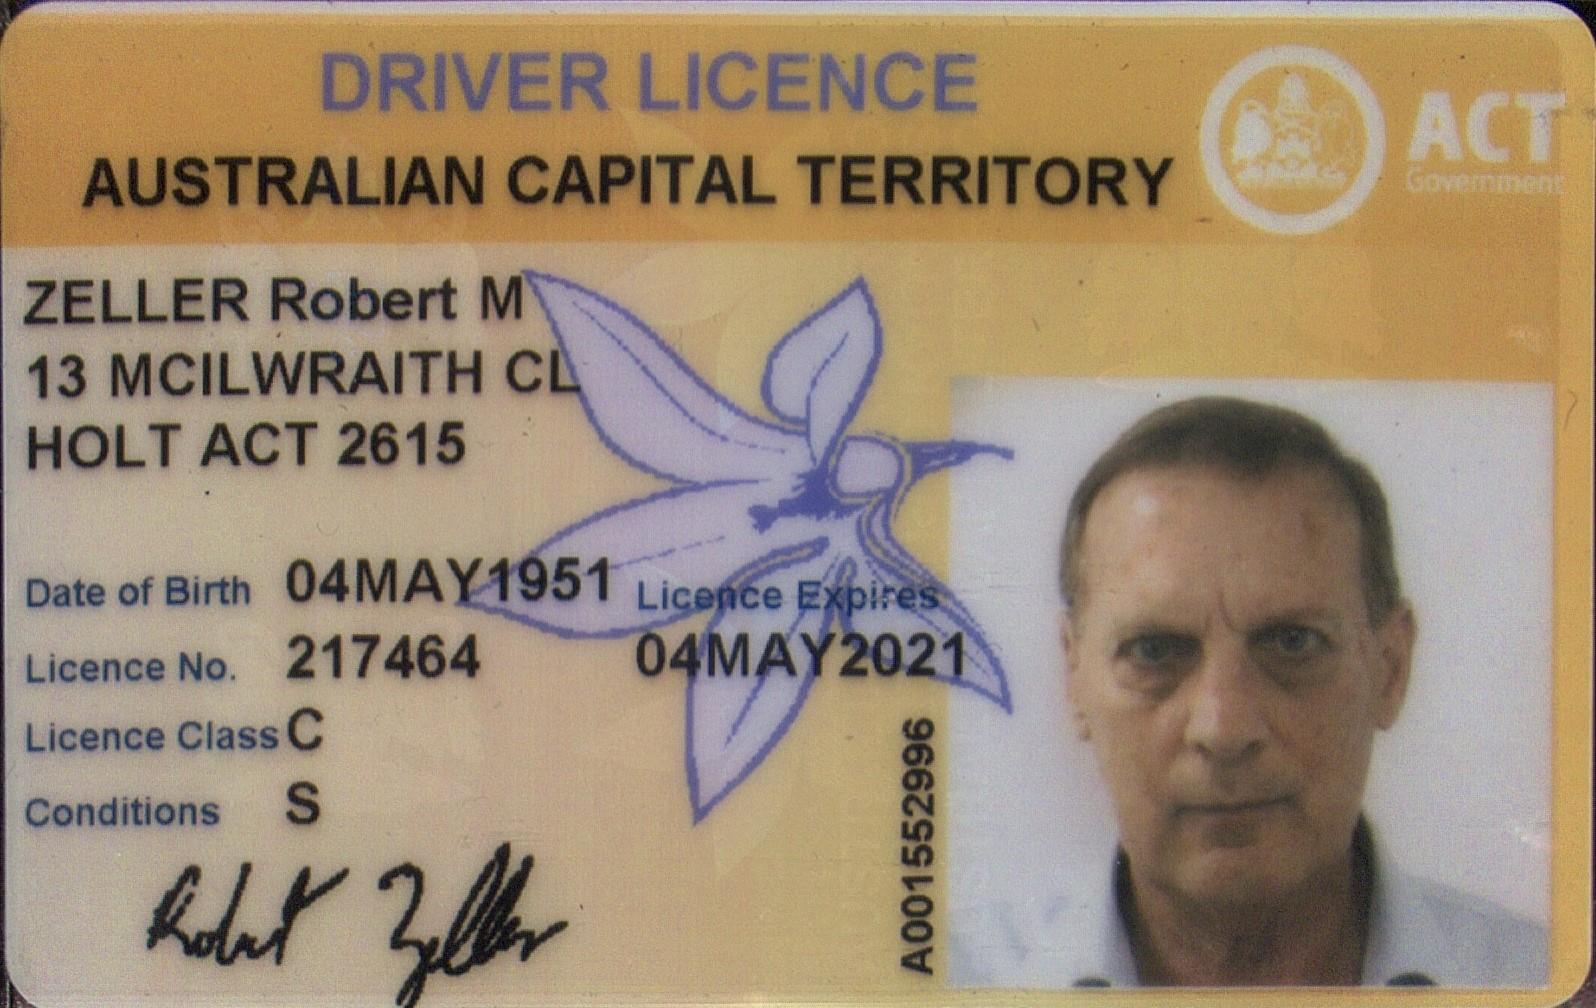 DRIVER LICENCE
AUSTRALIAN CAPITAL TERRITORY
ACT
Government
ZELLER Robert M
13 MCILWRAITH CL
HOLT ACT 2615
Date of Birth 04MAY1951
Licence Expires
Licence No. 217464
04MAY2021
Licence Class C
Conditions S
A001552996
Robert Zeller